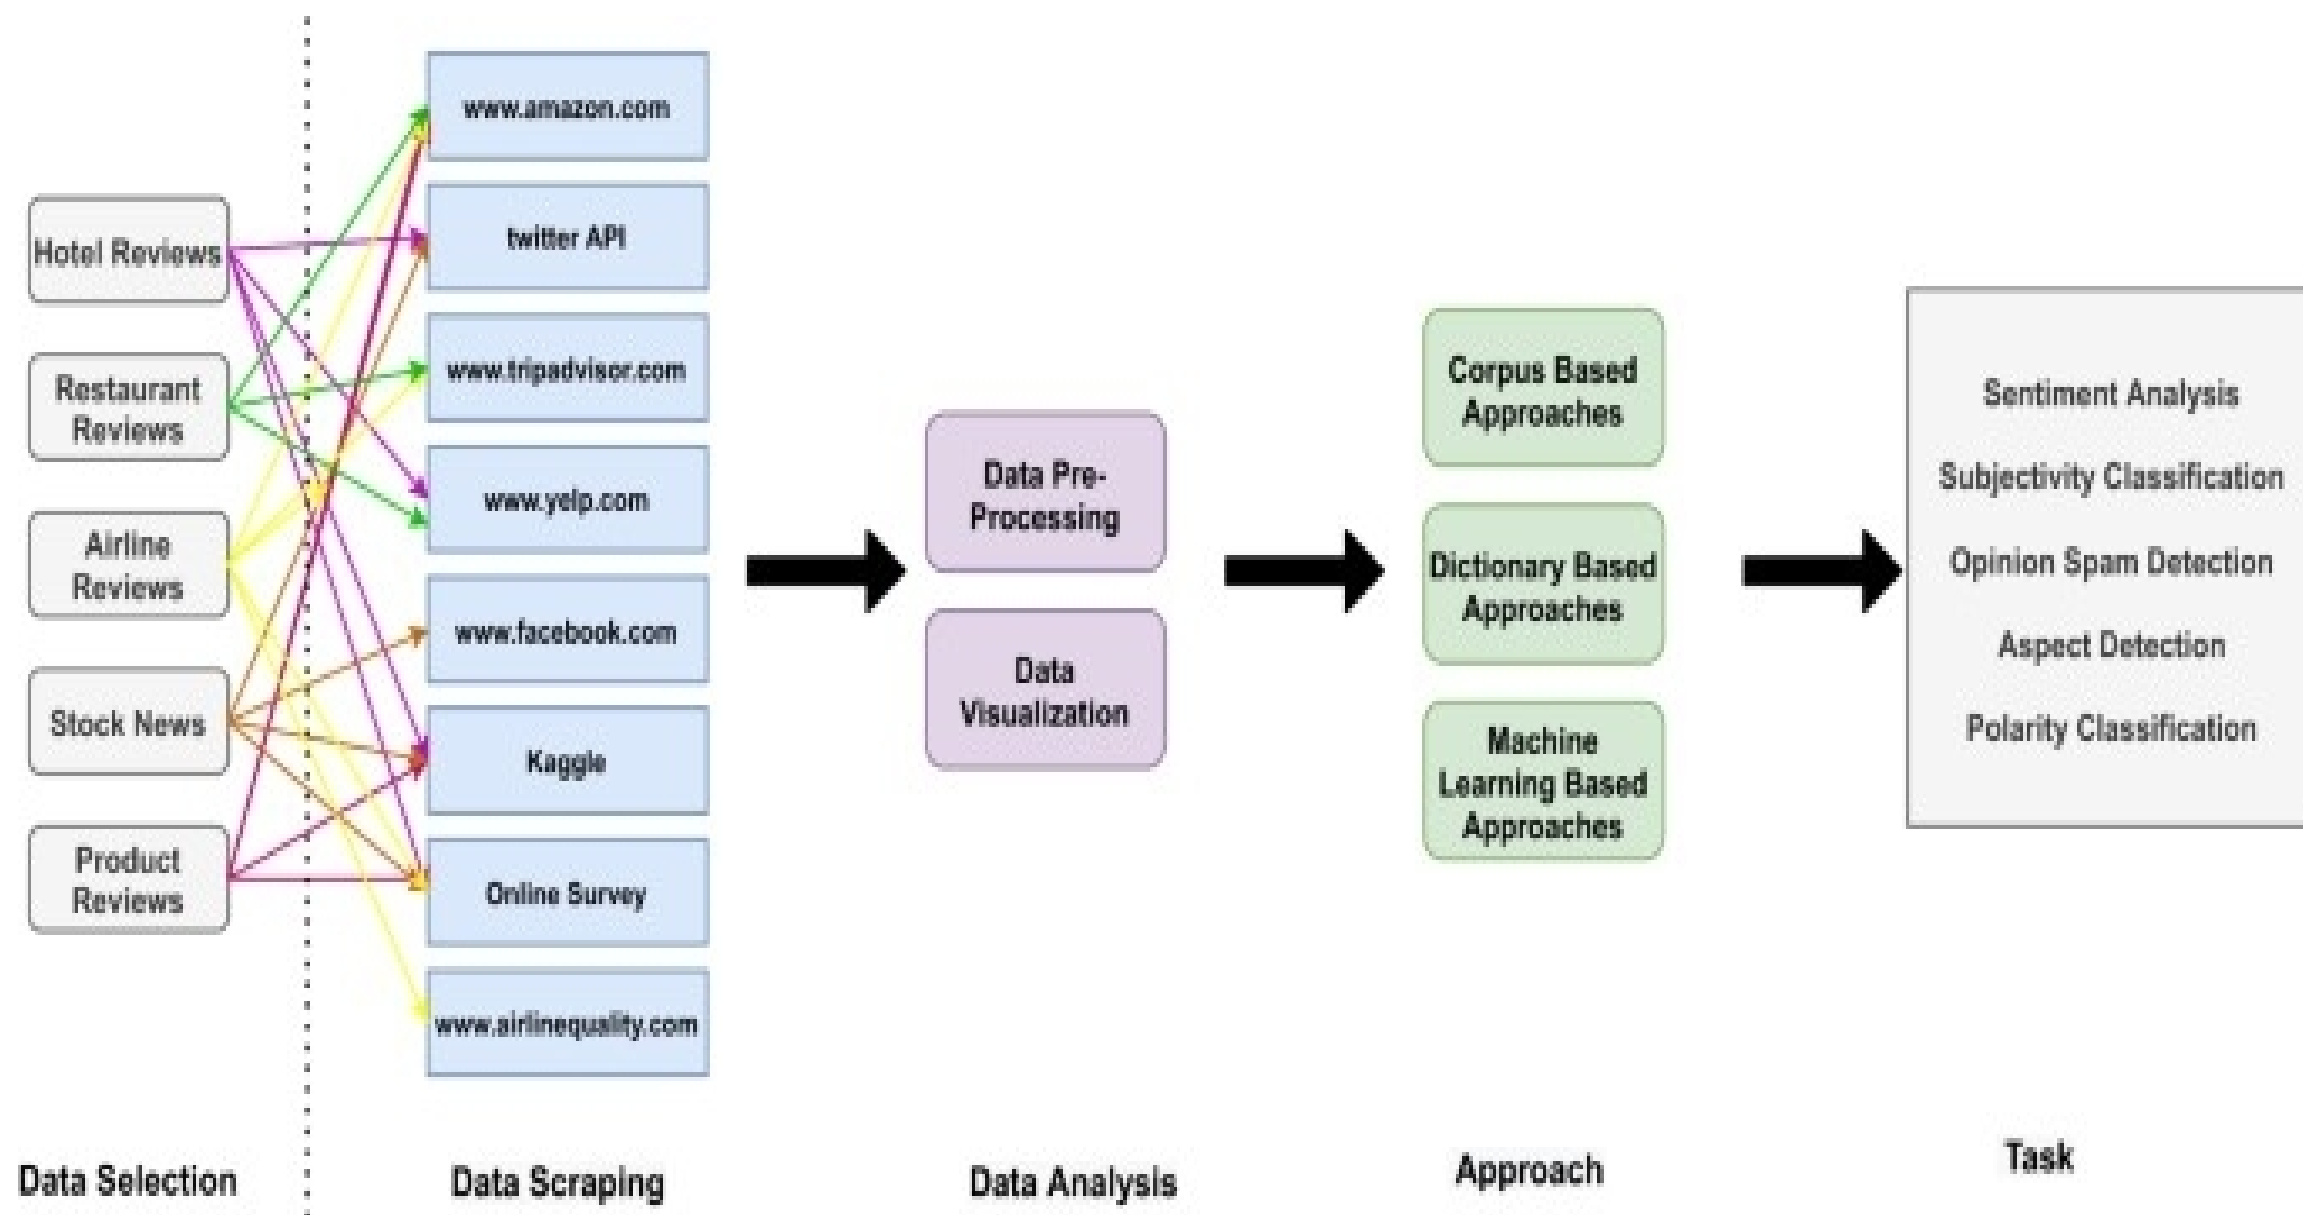 Hotel Reviews
Restaurant
Reviews
Airline
Reviews
Stock News
Product
Reviews
Data Selection
www.amazon.com
twitter API
www.tripadvisor.com
www.yelp.com
www.facebook.com
Kaggle
Online Survey
www.airlinequality.com
Data Scraping
Data Pre-
Processing
Data
Visualization
Data Analysis
Corpus Based
Approaches
Dictionary Based
Approaches
Machine
Learning Based
Approaches
Approach
Sentiment Analysis
Subjectivity Classification
Opinion Spam Detection
Aspect Detection
Polarity Classification
Task